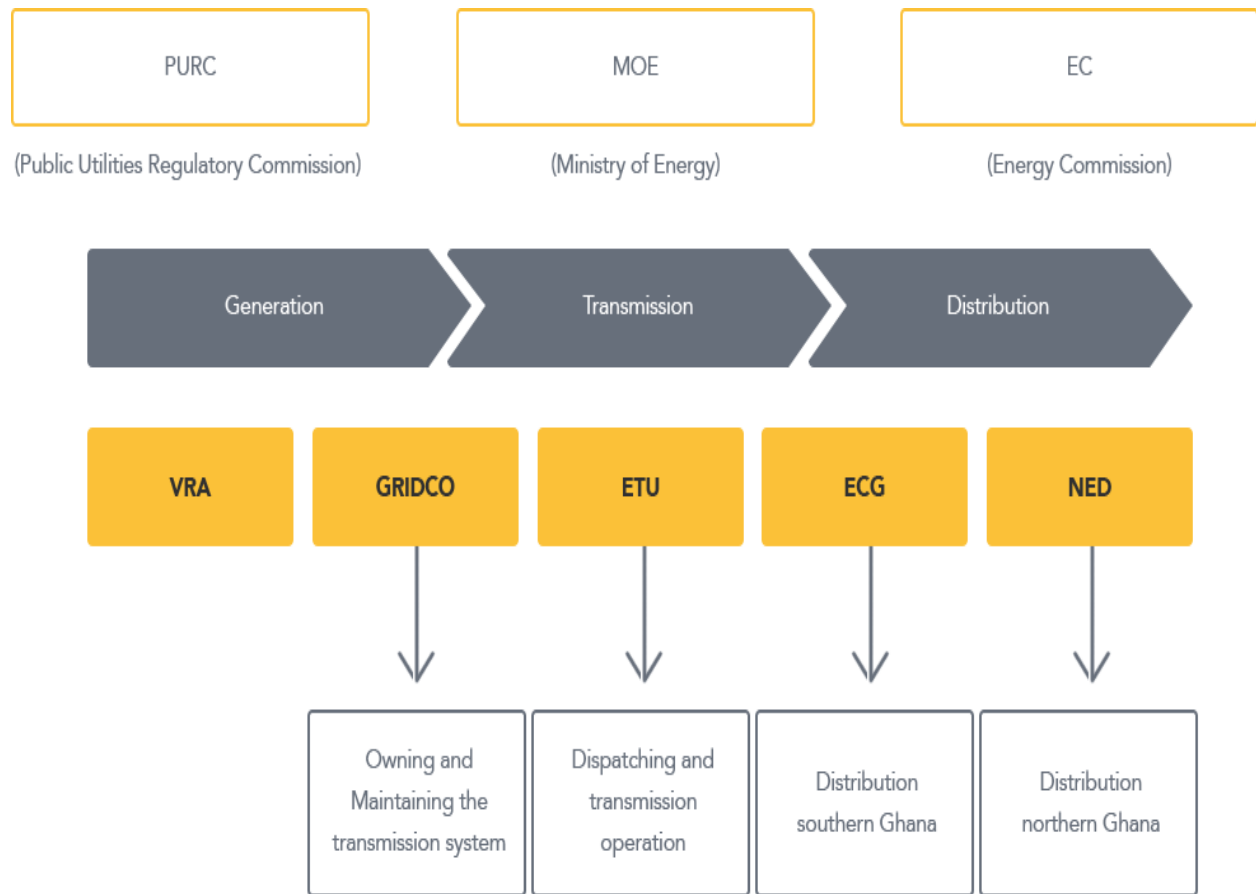 PURC
MOE
EC
(Public Utilities Regulatory Commission)
(Ministry of Energy)
(Energy Commission)
Generation
Transmission
Distribution
VRA
GRIDCO
ETU
ECG
NED
Owning and
Maintaining the
transmission system
Dispatching and
transmission
operation
Distribution
southern Ghana
Distribution
northern Ghana